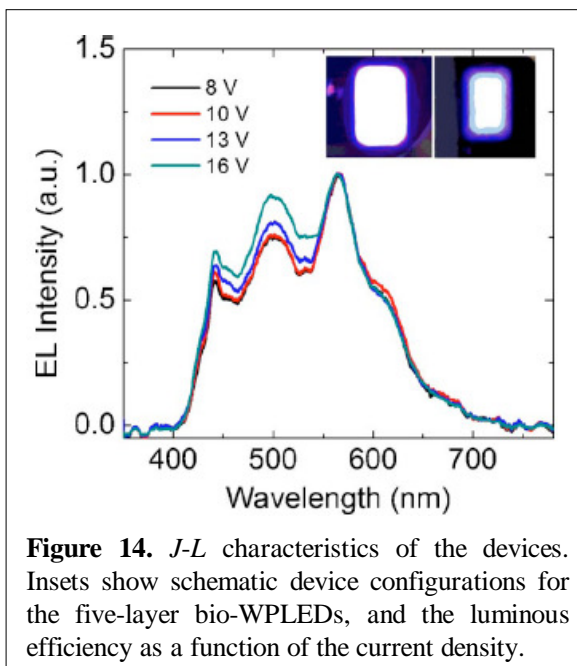 1.5
8 V
10 V
13 V
16 V
1.0
0.5
0.0
EL Intensity (a.u.)
400 500 600 700
Wavelength (nm)
Figure 14. J-L characteristics of the devices.
Insets show schematic device configurations for
the five-layer bio-WPLEDs, and the luminous
efficiency as a function of the current density.